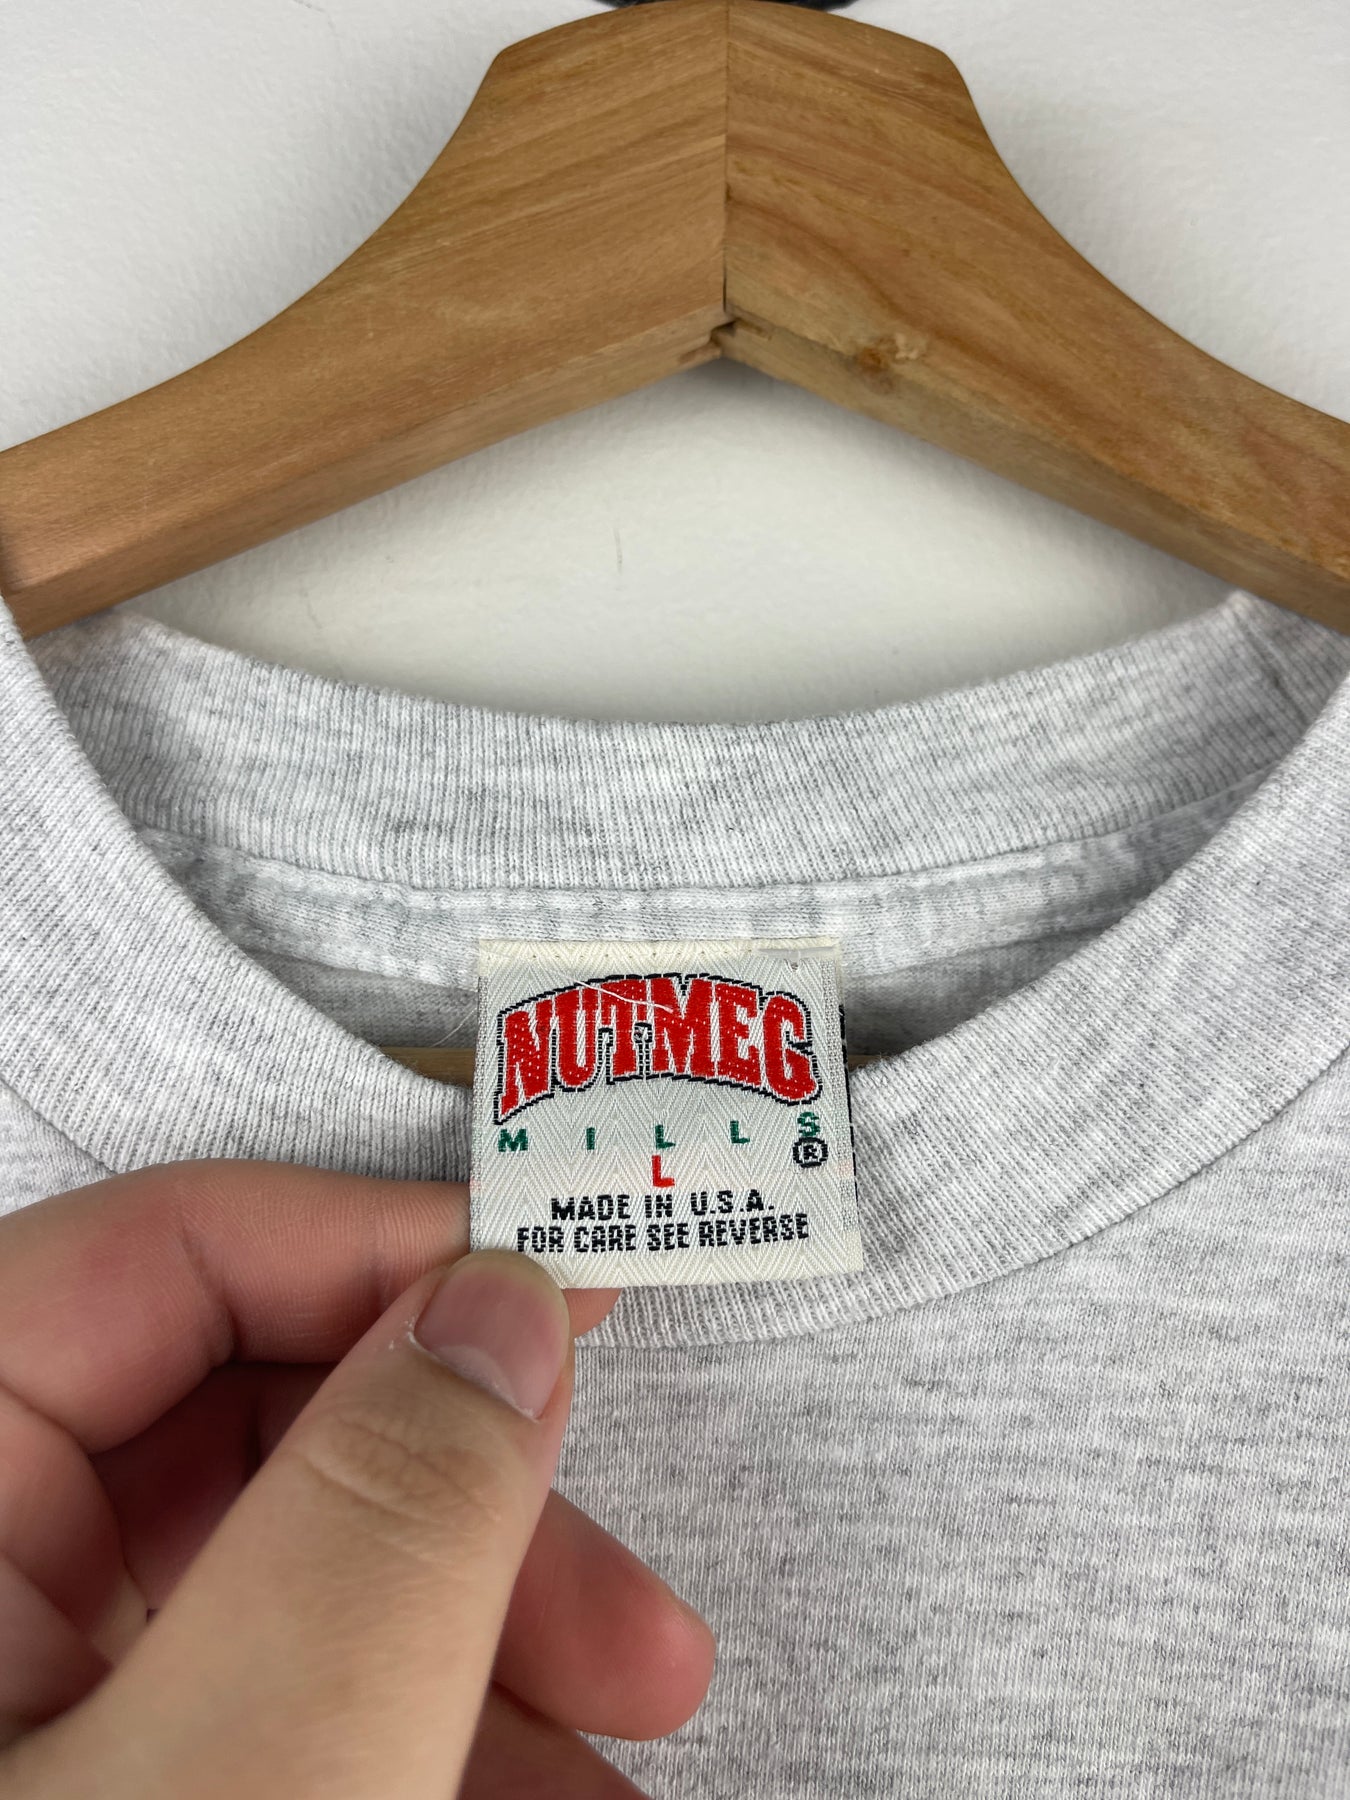 NUTMEG
MILLS
®
L
MADE IN U.S.A.
FOR CARE SEE REVERSE